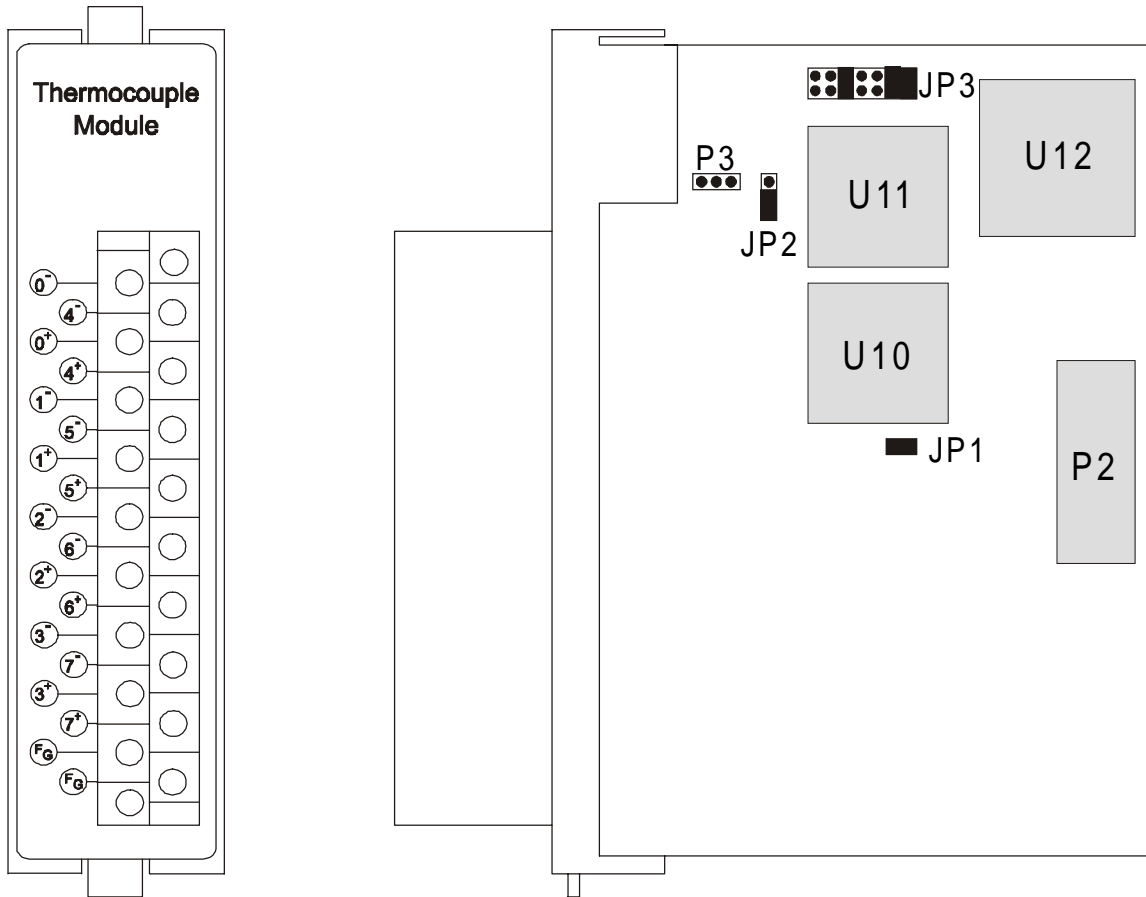 Thermocouple
Module
0-
4-
0+
4+
1-
5-
1+
5+
2-
6-
2+
6+
3-
7-
3+
7+
FG
FG
JP3
P3
JP2
U11
U12
U10
JP1
P2